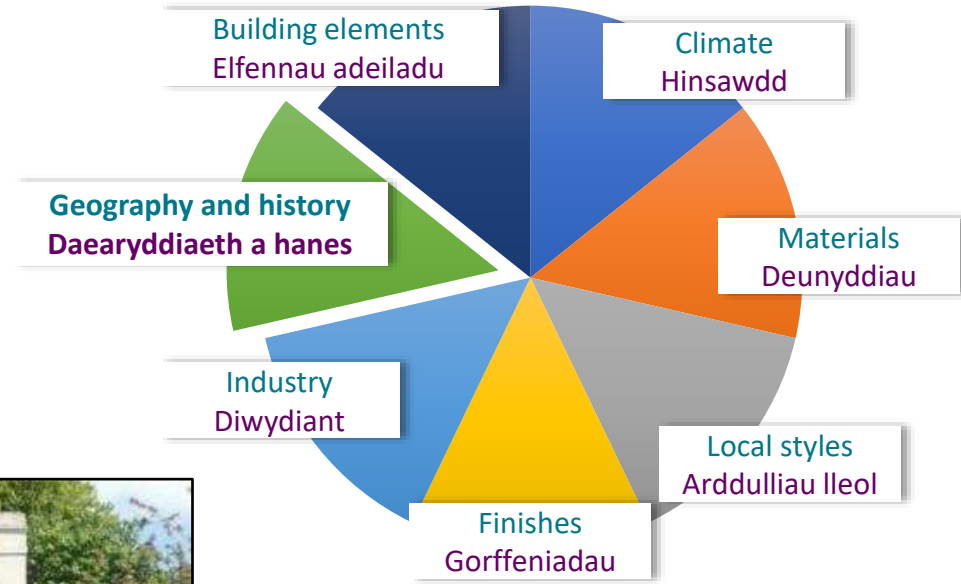 Building elements
Elfennau adeiladu
Climate
Hinsawdd
Geography and history
Daearyddiaeth a hanes
Materials
Deunyddiau
Industry
Diwydiant
Local styles
Arddulliau lleol
Finishes
Gorffeniadau